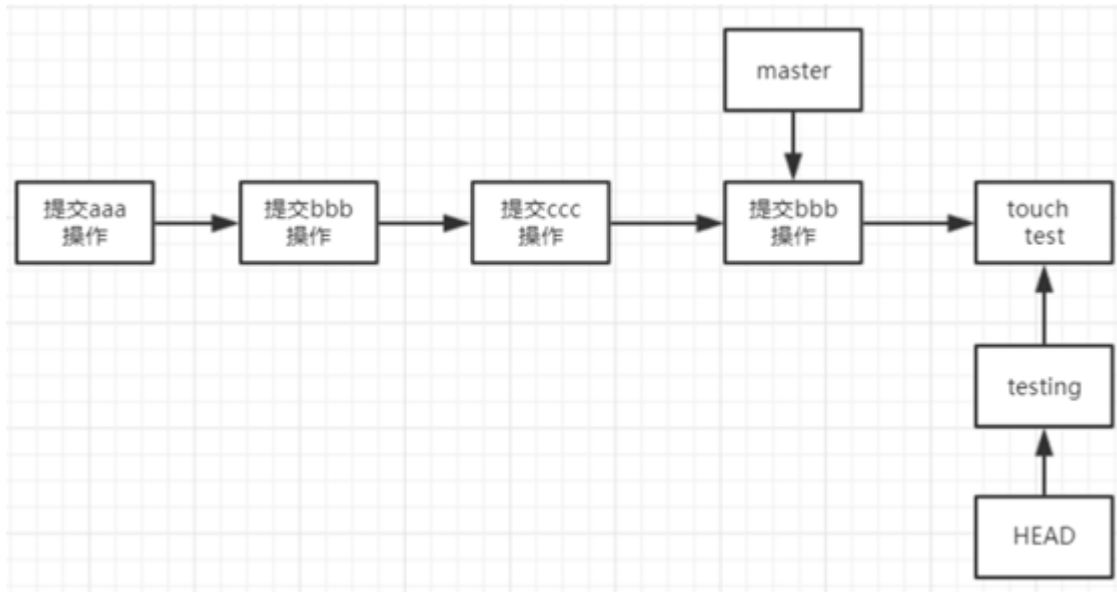 master
提交aaa
操作
提交bbb
操作
提交ccc
操作
提交bbb
操作
touch
test
testing
HEAD